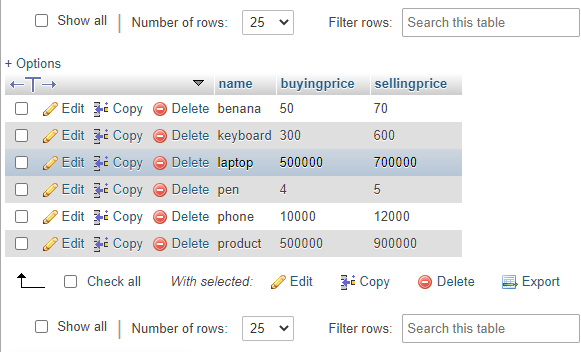 Show all Number of rows: 25 Filter rows: Search this table
+ Options
name buyingprice sellingprice
Edit Copy Delete benana 50 70
Edit Copy Delete keyboard 300 600
Edit Copy Delete laptop 500000 700000
Edit Copy Delete pen 4 5
Edit Copy Delete phone 10000 12000
Edit Copy Delete product 500000 900000
Check all With selected: Edit Copy Delete Export
Show all Number of rows: 25 Filter rows: Search this table